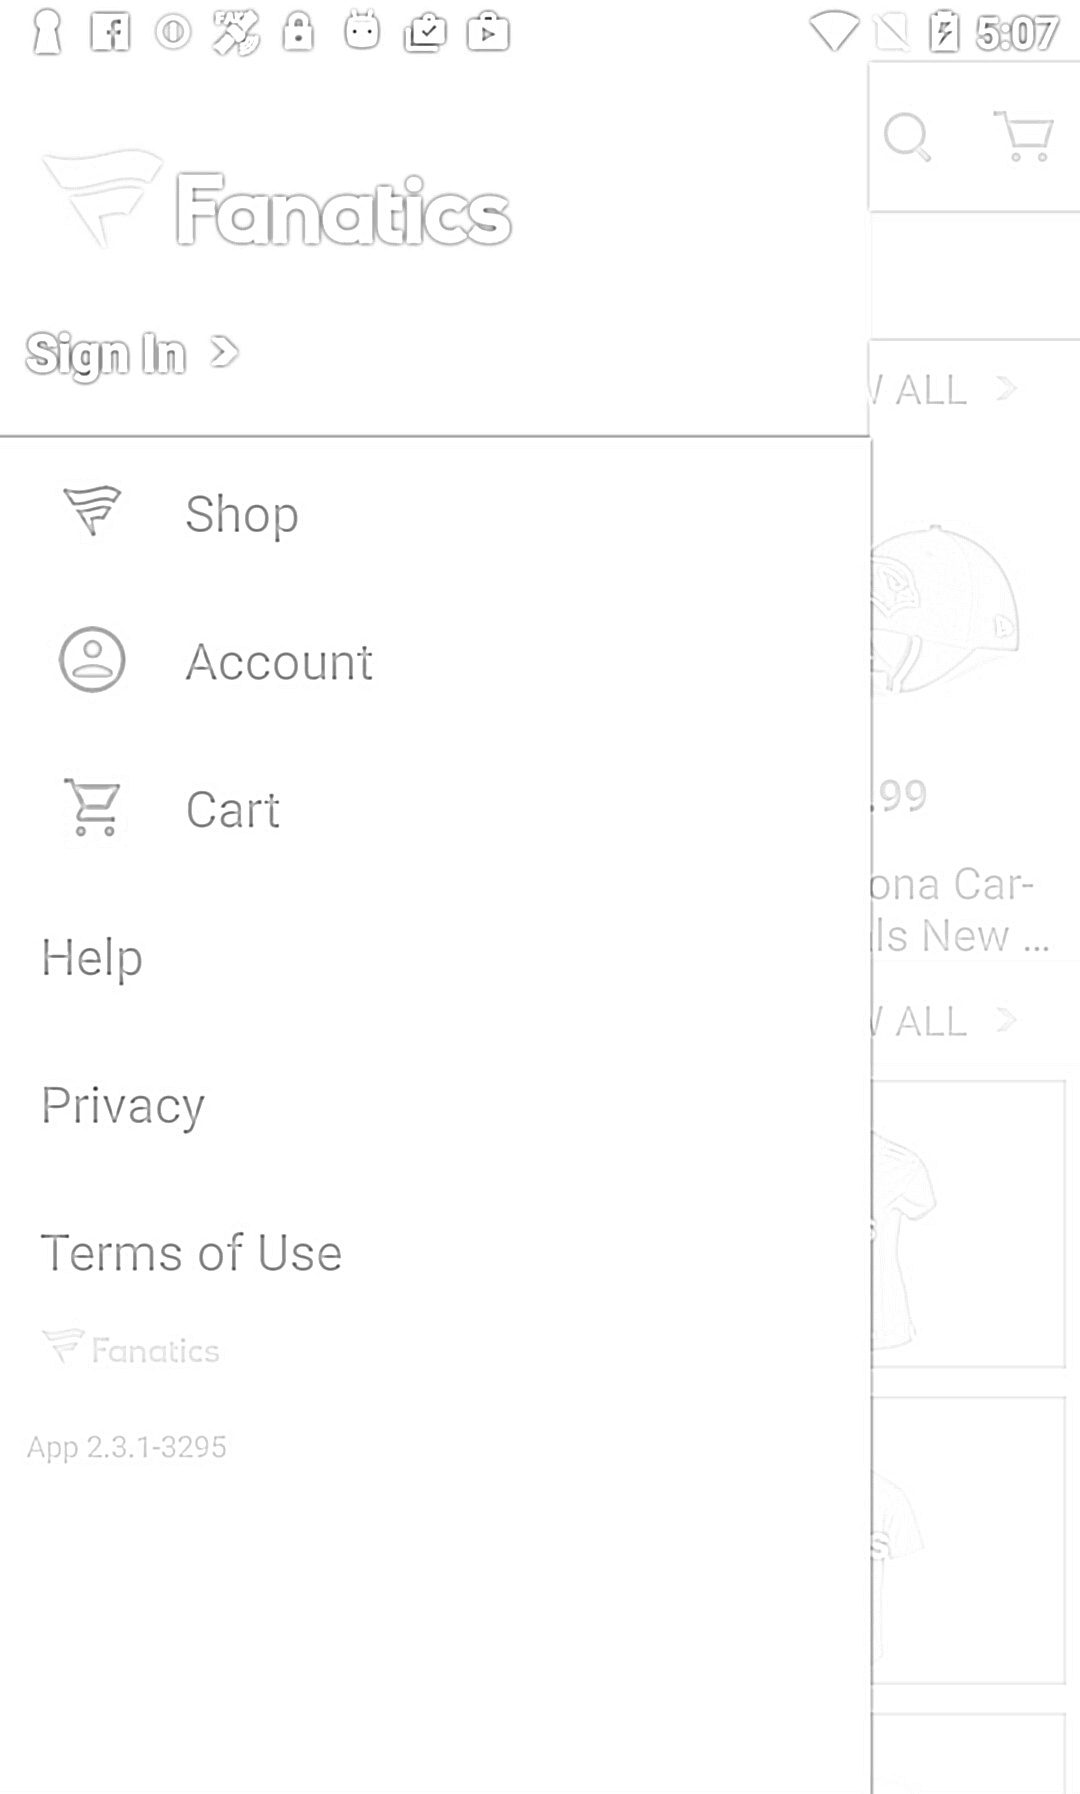 5:07
Fanatics
Sign In
ALL
Shop
Account
Cart
.99
ona Car-
ls New ...
Help
ALL
Privacy
Terms of Use
Fanatics
App 2.3.1-3295